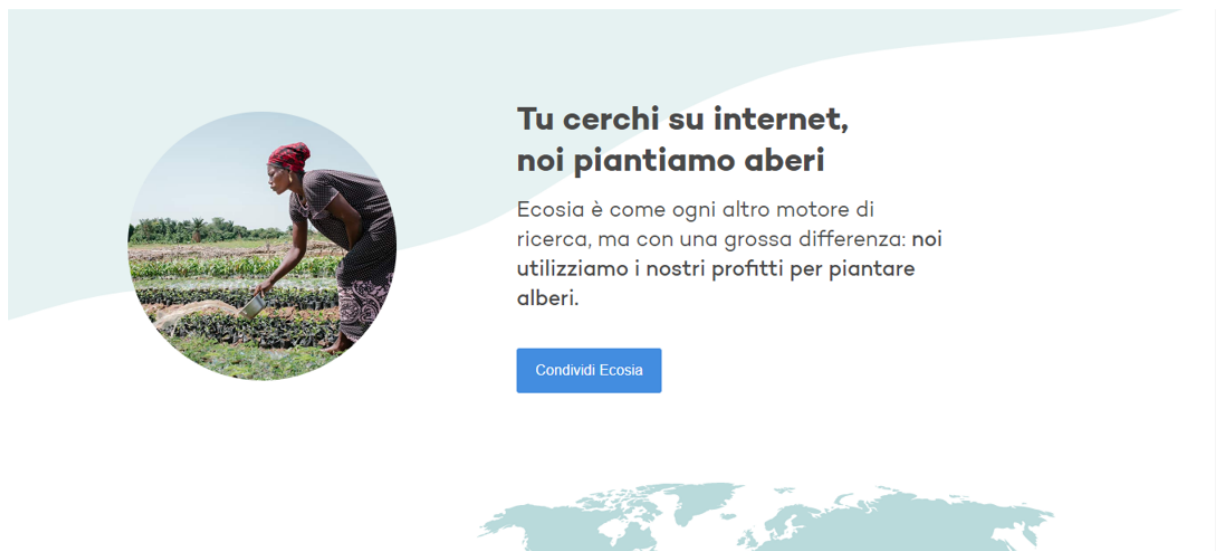 Tu cerchi su internet,
noi piantiamo aberi
Ecosia è come ogni altro motore di
ricerca, ma con una grossa differenza: noi
utilizziamo i nostri profitti per piantare
alberi.
Condividi Ecosia